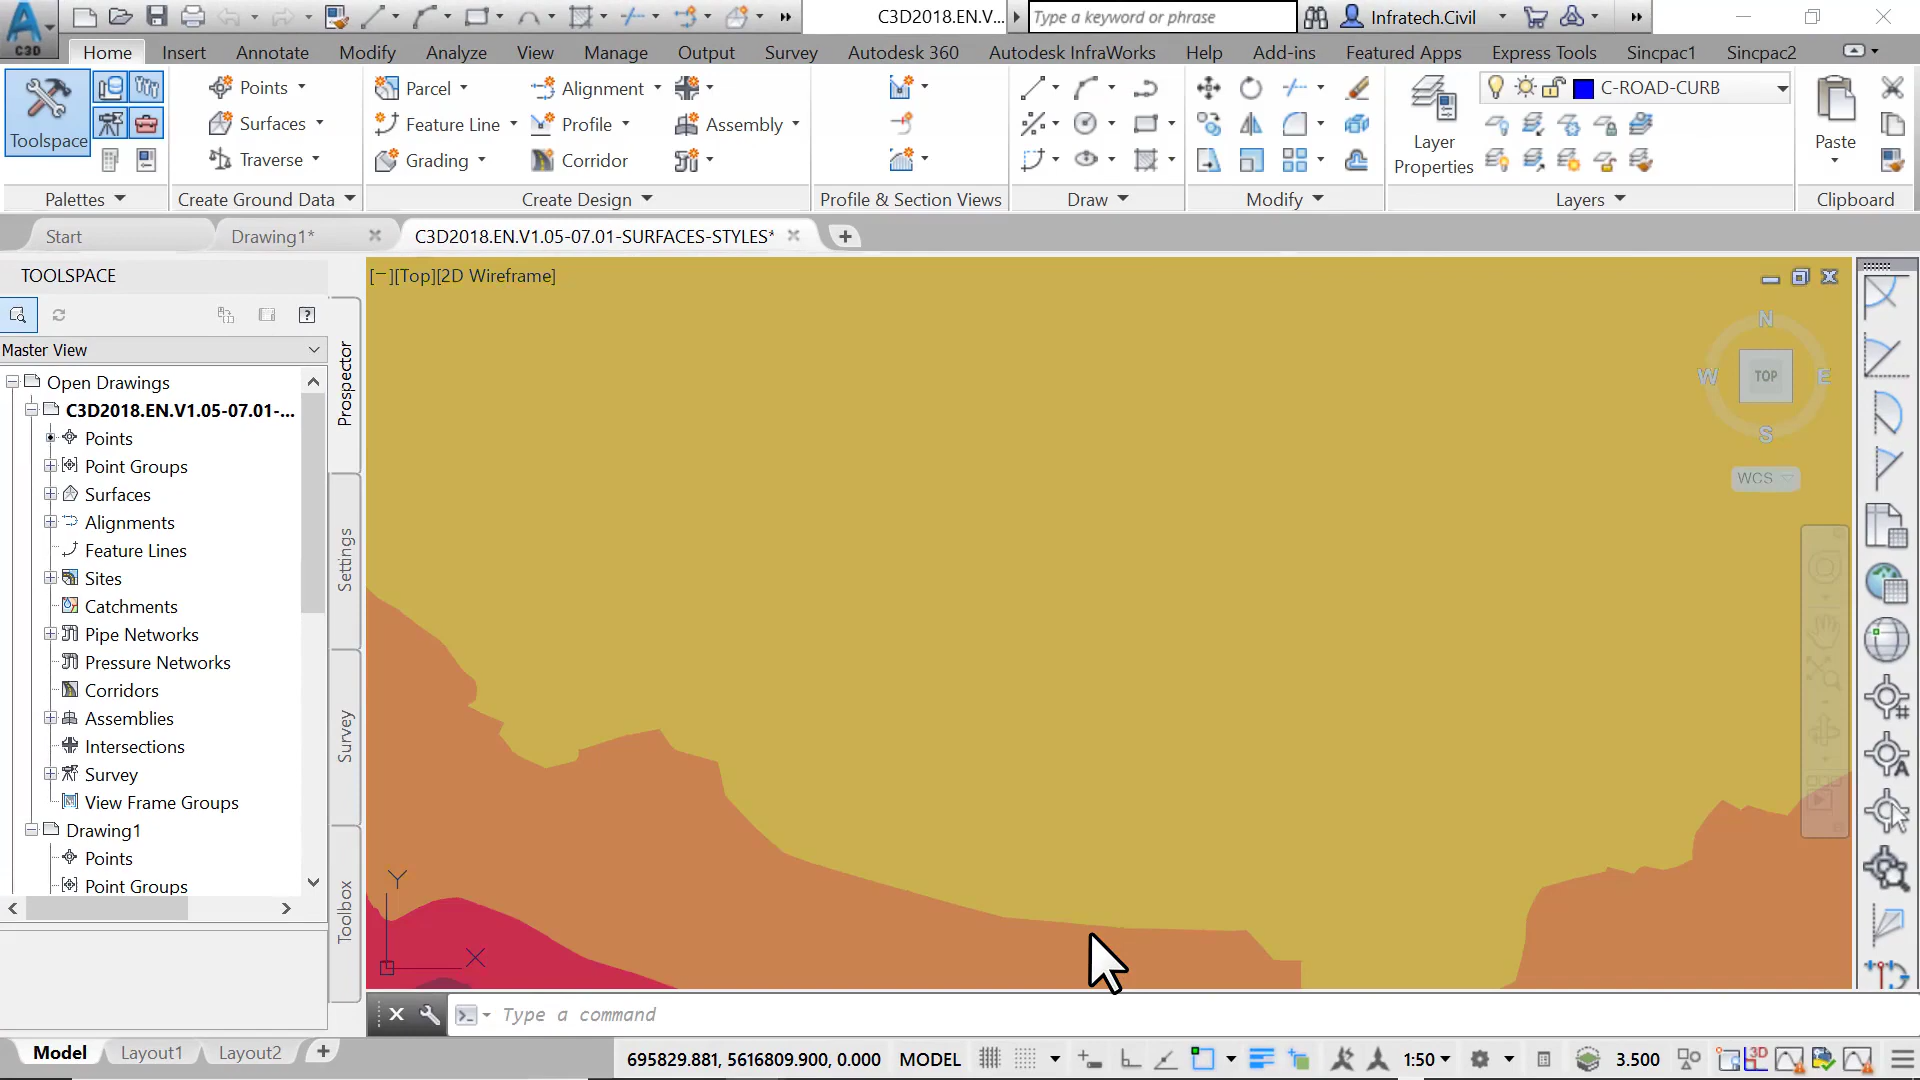 C3D2018.EN.V...
Type a keyword or phrase
Infratech.Civil
C3D
Home Insert Annotate Modify Analyze View Manage Output Survey Autodesk 360 Autodesk InfraWorks Help Add-ins Featured Apps Express Tools Sincpac1 Sincpac2
Toolspace
Points
Surfaces
Traverse
Parcel
Feature Line
Grading
Alignment
Profile
Corridor
Assembly
Layer
Properties
C-ROAD-CURB
Paste
Palettes
Create Ground Data
Create Design
Profile & Section Views
Draw
Modify
Layers
Clipboard
Start
Drawing1*
C3D2018.EN.V1.05-07.01-SURFACES-STYLES*
TOOLSPACE
Master View
Open Drawings
C3D2018.EN.V1.05-07.01-...
Points
Point Groups
Surfaces
Alignments
Feature Lines
Sites
Catchments
Pipe Networks
Pressure Networks
Corridors
Assemblies
Intersections
Survey
View Frame Groups
Drawing1
Points
Point Groups
Prospector
Settings
Survey
Toolbox
[−][Top][2D Wireframe]
N
W
TOP
E
S
WCS
Y
X
Type a command
Model
Layout1
Layout2
695829.881, 5616809.900, 0.000
MODEL
1:50
3.500
3D